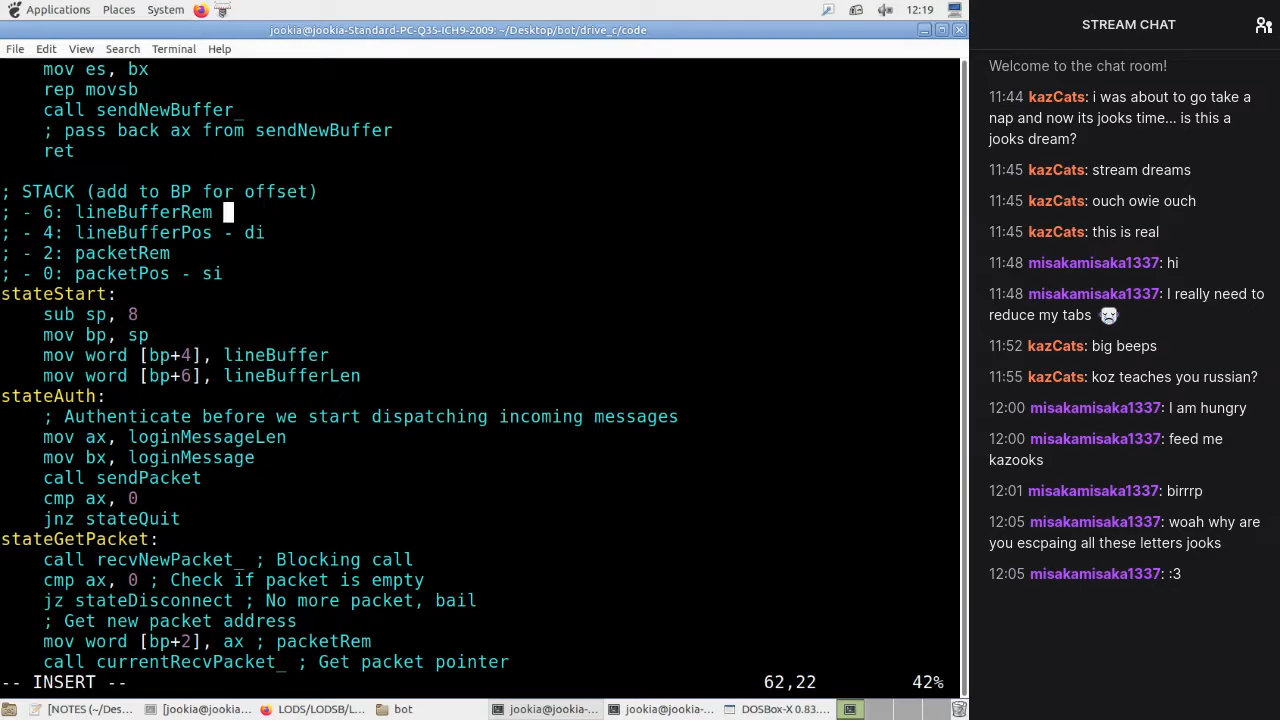 Applications Places System 12:19
jookia@jookia-Standard-PC-Q35-ICH9-2009: ~/Desktop/bot/drive_c/code
File Edit View Search Terminal Help
mov es, bx
rep movsb
call sendNewBuffer_
; pass back ax from sendNewBuffer
ret
; STACK (add to BP for offset)
; - 6: lineBufferRem
; - 4: lineBufferPos - di
; - 2: packetRem
; - 0: packetPos - si
stateStart:
sub sp, 8
mov bp, sp
mov word [bp+4], lineBuffer
mov word [bp+6], lineBufferLen
stateAuth:
; Authenticate before we start dispatching incoming messages
mov ax, loginMessageLen
mov bx, loginMessage
call sendPacket
cmp ax, 0
jnz stateQuit
stateGetPacket:
call recvNewPacket_ ; Blocking call
cmp ax, 0 ; Check if packet is empty
jz stateDisconnect ; No more packet, bail
; Get new packet address
mov word [bp+2], ax ; packetRem
call currentRecvPacket_ ; Get packet pointer
-- INSERT -- 62,22 42%
[NOTES (~/Des... [jookia@jookia... LODS/LODSB/L... bot jookia@jookia-... jookia@jookia-... DOSBox-X 0.83....
STREAM CHAT
Welcome to the chat room!
11:44 kazCats: i was about to go take a
nap and now its jooks time... is this a
jooks dream?
11:45 kazCats: stream dreams
11:45 kazCats: ouch owie ouch
11:45 kazCats: this is real
11:48 misakamisaka1337: hi
11:48 misakamisaka1337: I really need to
reduce my tabs
11:52 kazCats: big beeps
11:55 kazCats: koz teaches you russian?
12:00 misakamisaka1337: I am hungry
12:00 misakamisaka1337: feed me
kazooks
12:01 misakamisaka1337: birrrp
12:05 misakamisaka1337: woah why are
you escpaing all these letters jooks
12:05 misakamisaka1337: :3